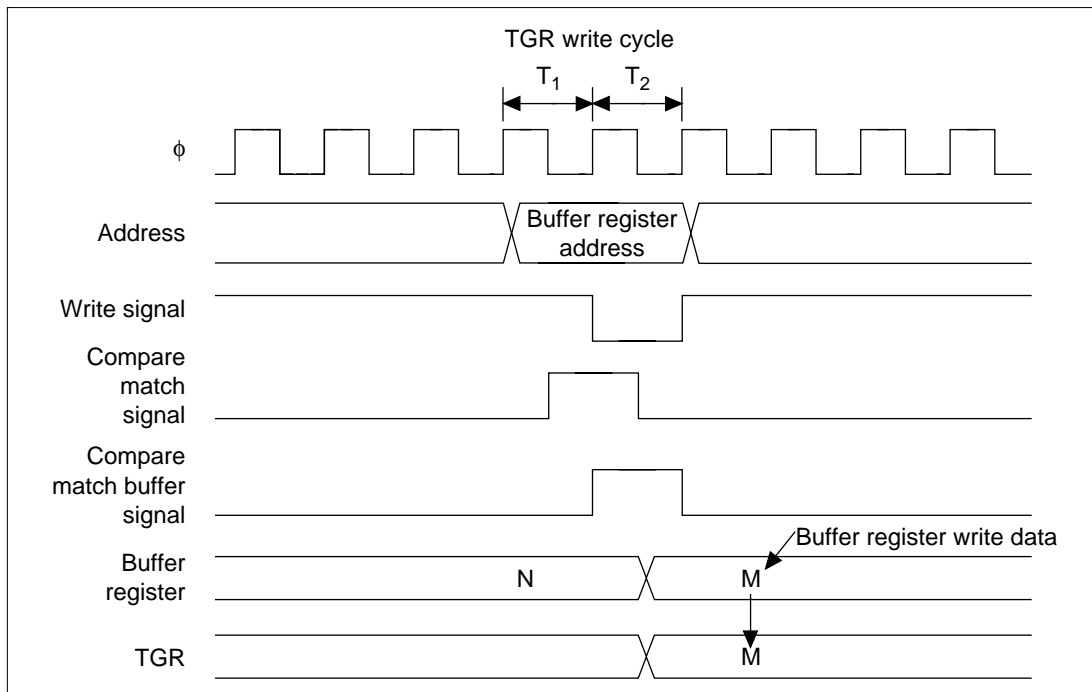 TGR write cycle
T1 T2
ϕ
Address
Buffer register
address
Write signal
Compare
match
signal
Compare
match buffer
signal
Buffer register write data
Buffer
register
N M
TGR
M